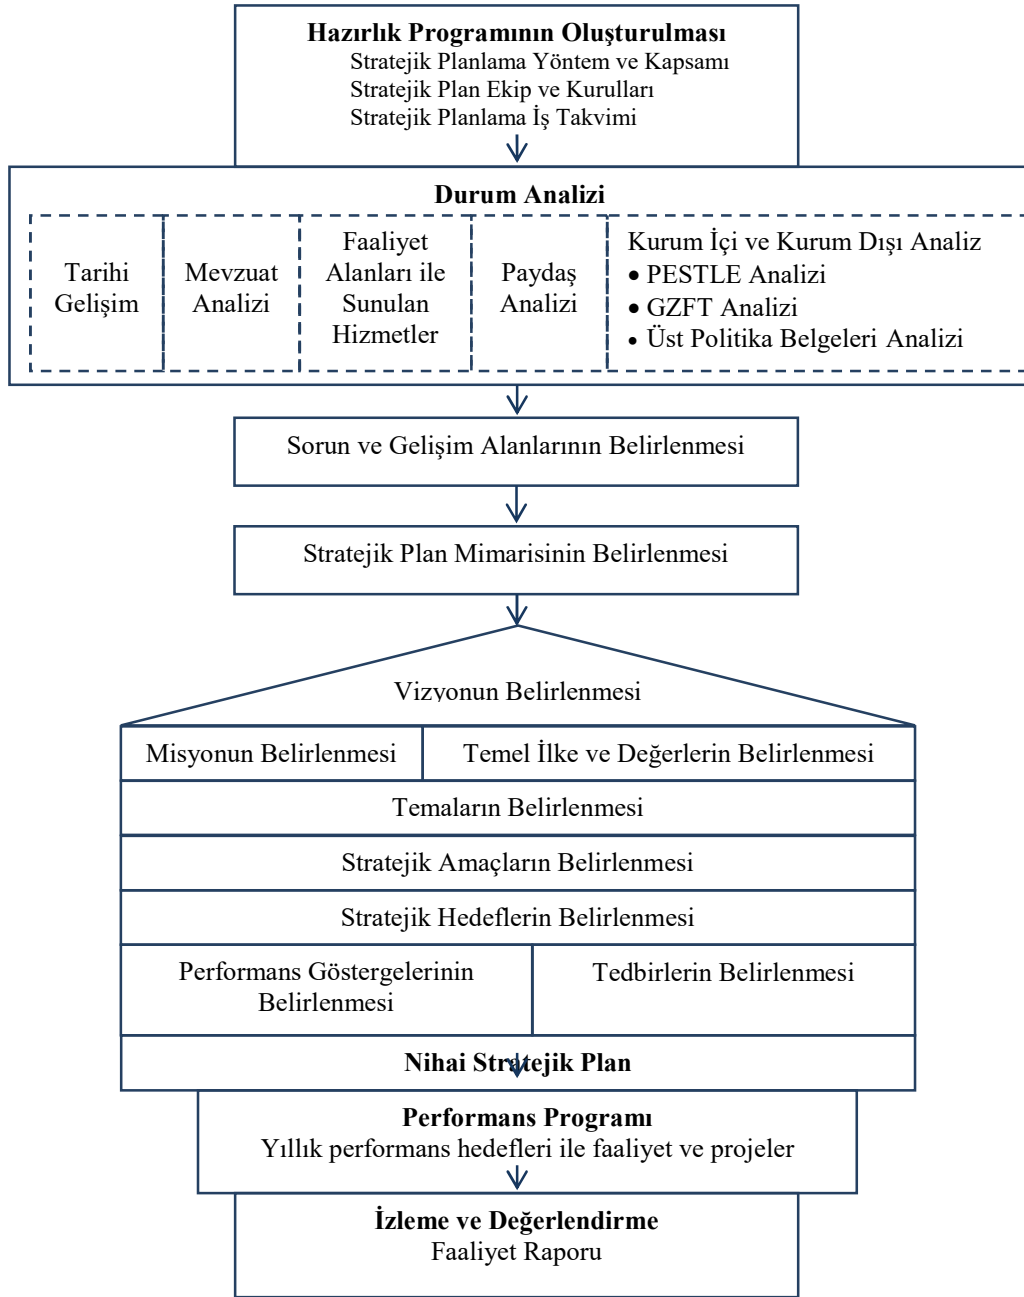 Hazırlık Programının Oluşturulması
Stratejik Planlama Yöntem ve Kapsamı
Stratejik Plan Ekip ve Kurulları
Stratejik Planlama İş Takvimi
Durum Analizi
Tarihi
Gelişim
Mevzuat
Analizi
Faaliyet
Alanları ile
Sunulan
Hizmetler
Paydaş
Analizi
Kurum İçi ve Kurum Dışı Analiz
• PESTLE Analizi
• GZFT Analizi
• Üst Politika Belgeleri Analizi
Sorun ve Gelişim Alanlarının Belirlenmesi
Stratejik Plan Mimarisinin Belirlenmesi
Vizyonun Belirlenmesi
Misyonun Belirlenmesi
Temel İlke ve Değerlerin Belirlenmesi
Temaların Belirlenmesi
Stratejik Amaçların Belirlenmesi
Stratejik Hedeflerin Belirlenmesi
Performans Göstergelerinin
Belirlenmesi
Tedbirlerin Belirlenmesi
Nihai Stratejik Plan
Performans Programı
Yıllık performans hedefleri ile faaliyet ve projeler
İzleme ve Değerlendirme
Faaliyet Raporu